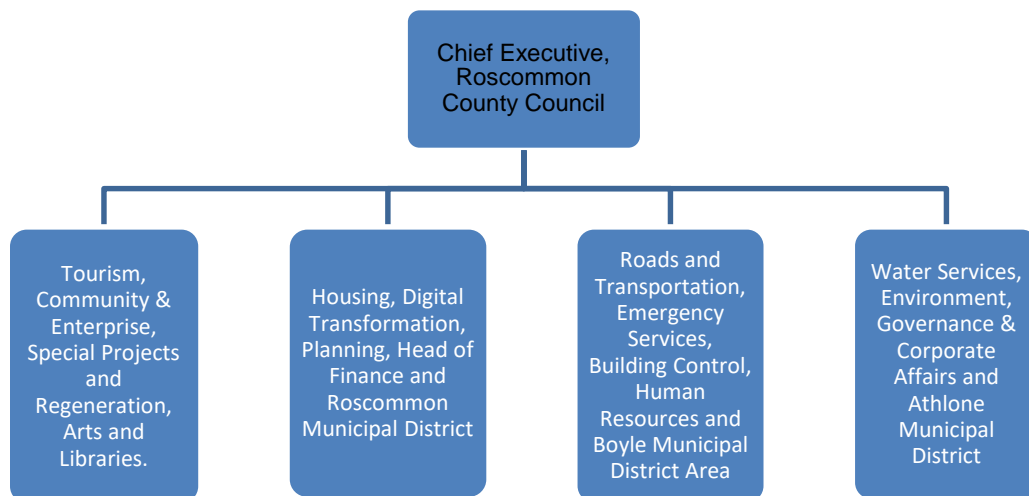 Chief Executive,
Roscommon
County Council
Tourism,
Community &
Enterprise,
Special Projects
and
Regeneration,
Arts and
Libraries.
Housing, Digital
Transformation,
Planning, Head of
Finance and
Roscommon
Municipal District
Roads and
Transportation,
Emergency
Services,
Building Control,
Human
Resources and
Boyle Municipal
District Area
Water Services,
Environment,
Governance &
Corporate
Affairs and
Athlone
Municipal
District